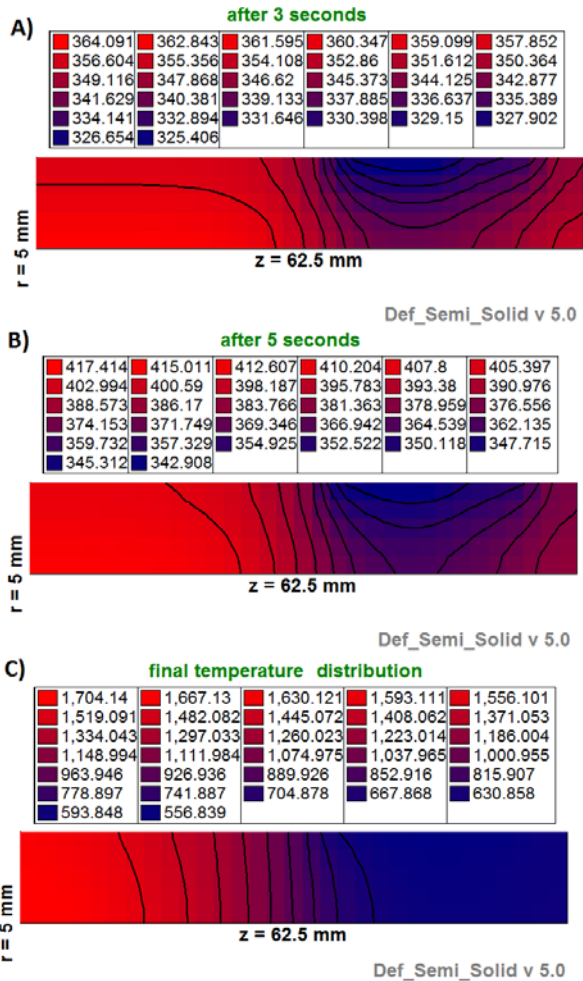 A) after 3 seconds
364.091 362.843 361.595 360.347 359.099 357.852
356.604 355.356 354.108 352.86 351.612 350.364
349.116 347.868 346.62 345.373 344.125 342.877
341.629 340.381 339.133 337.885 336.637 335.389
334.141 332.894 331.646 330.398 329.15 327.902
326.654 325.406
r = 5 mm
z = 62.5 mm
Def_Semi_Solid v 5.0
B) after 5 seconds
417.414 415.011 412.607 410.204 407.8 405.397
402.994 400.59 398.187 395.783 393.38 390.976
388.573 386.17 383.766 381.363 378.959 376.556
374.153 371.749 369.346 366.942 364.539 362.135
359.732 357.329 354.925 352.522 350.118 347.715
345.312 342.908
r = 5 mm
z = 62.5 mm
Def_Semi_Solid v 5.0
C) final temperature distribution
1,704.14 1,667.13 1,630.121 1,593.111 1,556.101
1,519.091 1,482.082 1,445.072 1,408.062 1,371.053
1,334.043 1,297.033 1,260.023 1,223.014 1,186.004
1,148.994 1,111.984 1,074.975 1,037.965 1,000.955
963.946 926.936 889.926 852.916 815.907
778.897 741.887 704.878 667.868 630.858
593.848 556.839
r = 5 mm
z = 62.5 mm
Def_Semi_Solid v 5.0